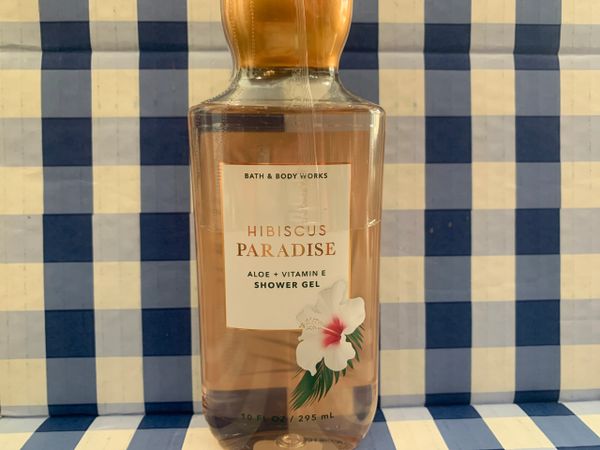 BATH & BODY WORKS
HIBISCUS
PARADISE
ALOE + VITAMIN E
SHOWER GEL
10 FL OZ / 295 mL